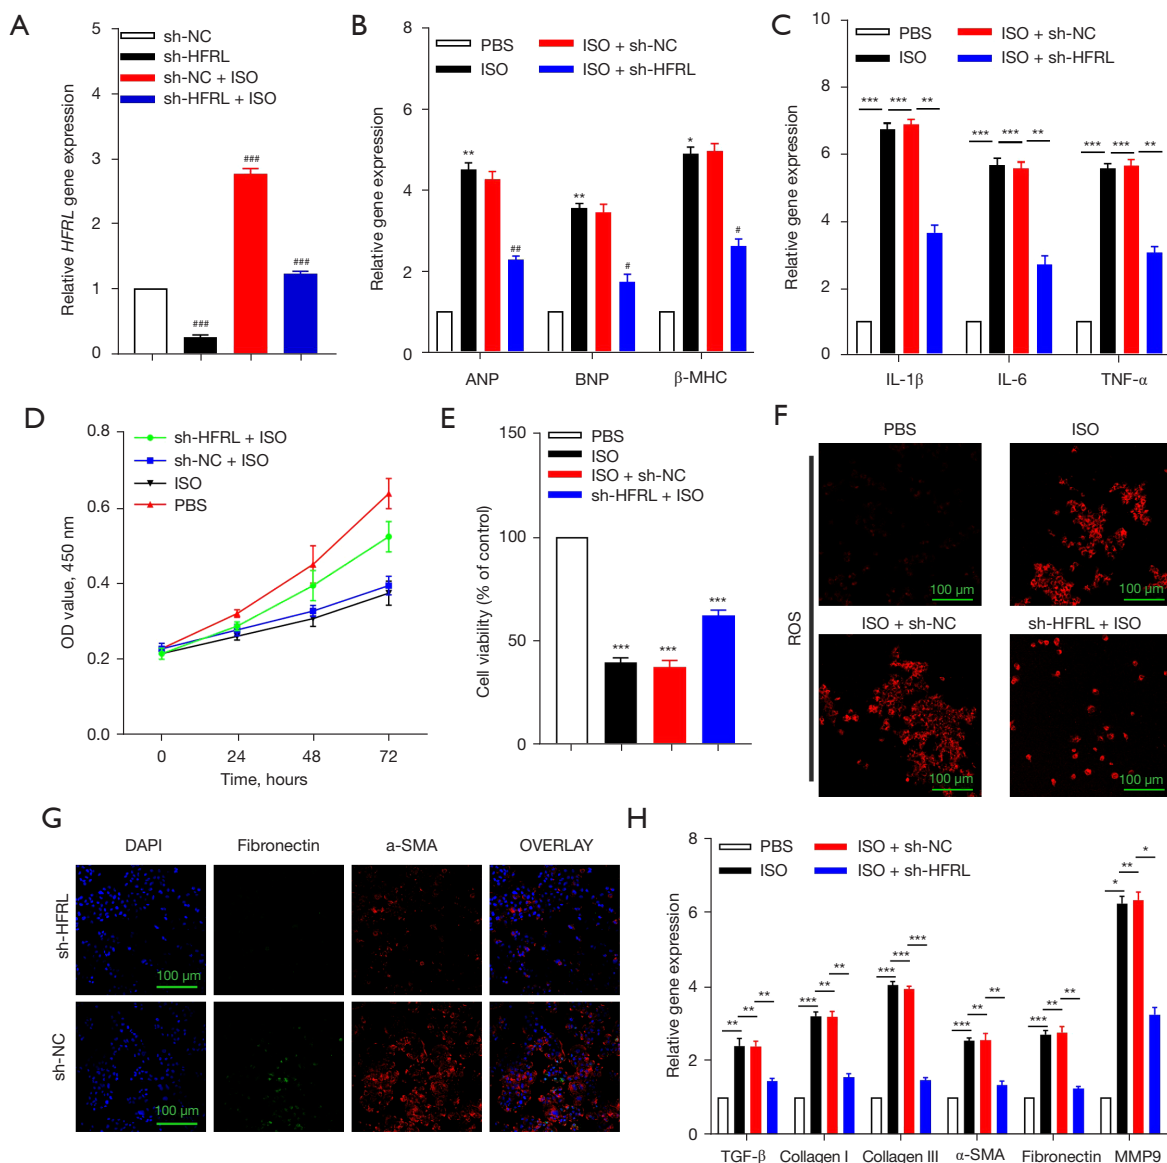 A
sh-NC
sh-HFRL
sh-NC + ISO
sh-HFRL + ISO
Relative HFRL gene expression
5
4
3
2
1
0
###
###
###
B
PBS
ISO
ISO + sh-NC
ISO + sh-HFRL
Relative gene expression
8
6
4
2
0
**
##
**
#
*
#
ANP
BNP
β-MHC
C
PBS
ISO
ISO + sh-NC
ISO + sh-HFRL
Relative gene expression
10
8
6
4
2
0
*** *** **
*** *** **
*** *** **
IL-1β
IL-6
TNF-α
D
sh-HFRL + ISO
sh-NC + ISO
ISO
PBS
OD value, 450 nm
0.8
0.6
0.4
0.2
0.0
0
24
48
72
Time, hours
E
PBS
ISO
ISO + sh-NC
sh-HFRL + ISO
Cell viability (% of control)
150
100
50
0
***
***
***
F
PBS
ISO
ROS
100 μm
100 μm
ISO + sh-NC
sh-HFRL + ISO
100 μm
100 μm
G
DAPI
Fibronectin
a-SMA
OVERLAY
sh-HFRL
100 μm
sh-NC
100 μm
H
PBS
ISO
ISO + sh-NC
ISO + sh-HFRL
Relative gene expression
8
6
4
2
0
** ** **
*** ** **
*** *** ***
*** ** **
*** ** **
* ** *
TGF-β
Collagen I
Collagen III
α-SMA
Fibronectin
MMP9